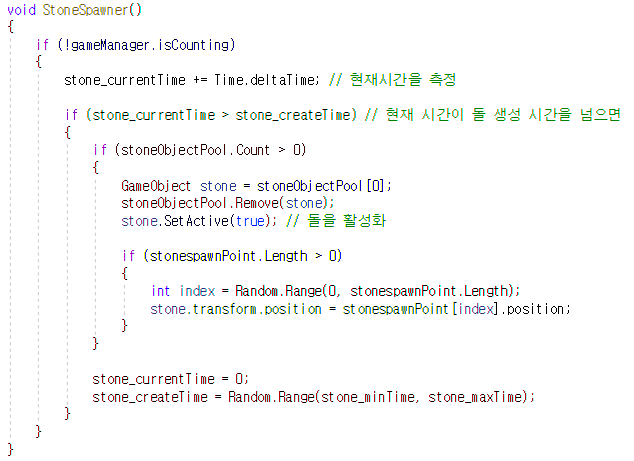 void StoneSpawner()
{
if (!gameManager.isCounting)
{
stone_currentTime += Time.deltaTime; // 현재시간을 측정
if (stone_currentTime > stone_createTime) // 현재 시간이 돌 생성 시간을 넘으면
{
if (stoneObjectPool.Count > 0)
{
GameObject stone = stoneObjectPool[0];
stoneObjectPool.Remove(stone);
stone.SetActive(true); // 돌을 활성화
if (stonespawnPoint.Length > 0)
{
int index = Random.Range(0, stonespawnPoint.Length);
stone.transform.position = stonespawnPoint[index].position;
}
}
stone_currentTime = 0;
stone_createTime = Random.Range(stone_minTime, stone_maxTime);
}
}
}